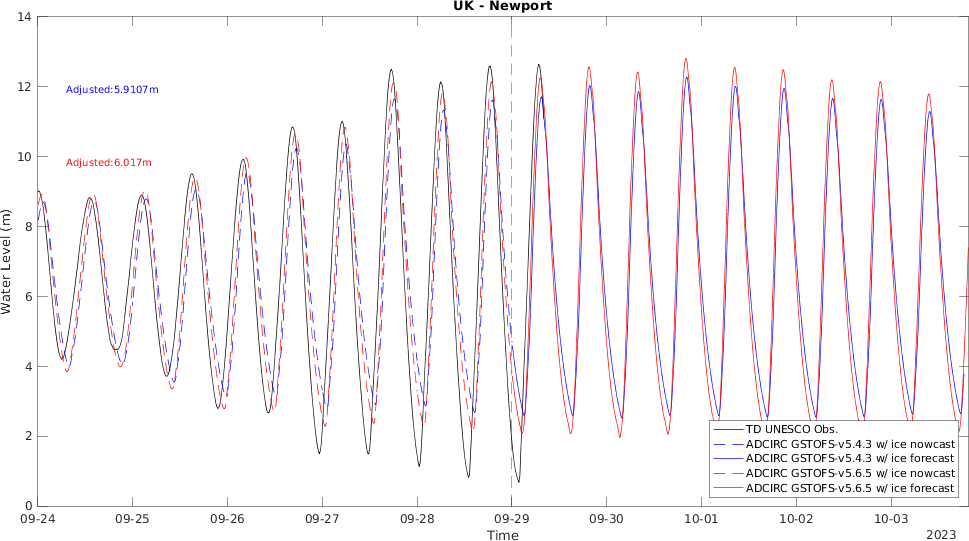 UK - Newport
14
12
10
8
6
4
2
0
Water Level (m)
Adjusted:5.9107m
Adjusted:6.017m
TD UNESCO Obs.
ADCIRC GSTOFS-v5.4.3 w/ ice nowcast
ADCIRC GSTOFS-v5.4.3 w/ ice forecast
ADCIRC GSTOFS-v5.6.5 w/ ice nowcast
ADCIRC GSTOFS-v5.6.5 w/ ice forecast
09-24 09-25 09-26 09-27 09-28 09-29 09-30 10-01 10-02 10-03
Time
2023